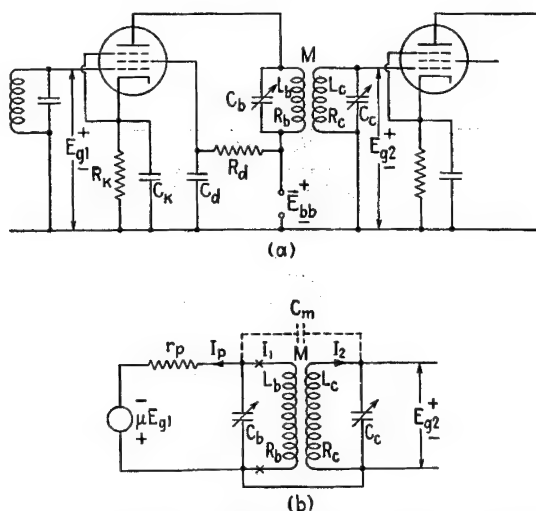 M
C_b
L_b
L_c
C_c
R_b
R_c
E_g1
+
-
R_K
C_K
C_d
R_d
+
E_bb
-
E_g2
+
-
(a)
C_m
r_p
I_p
I_1
M
I_2
-
μE_g1
+
C_b
L_b
L_c
R_b
R_c
C_c
E_g2
+
-
(b)